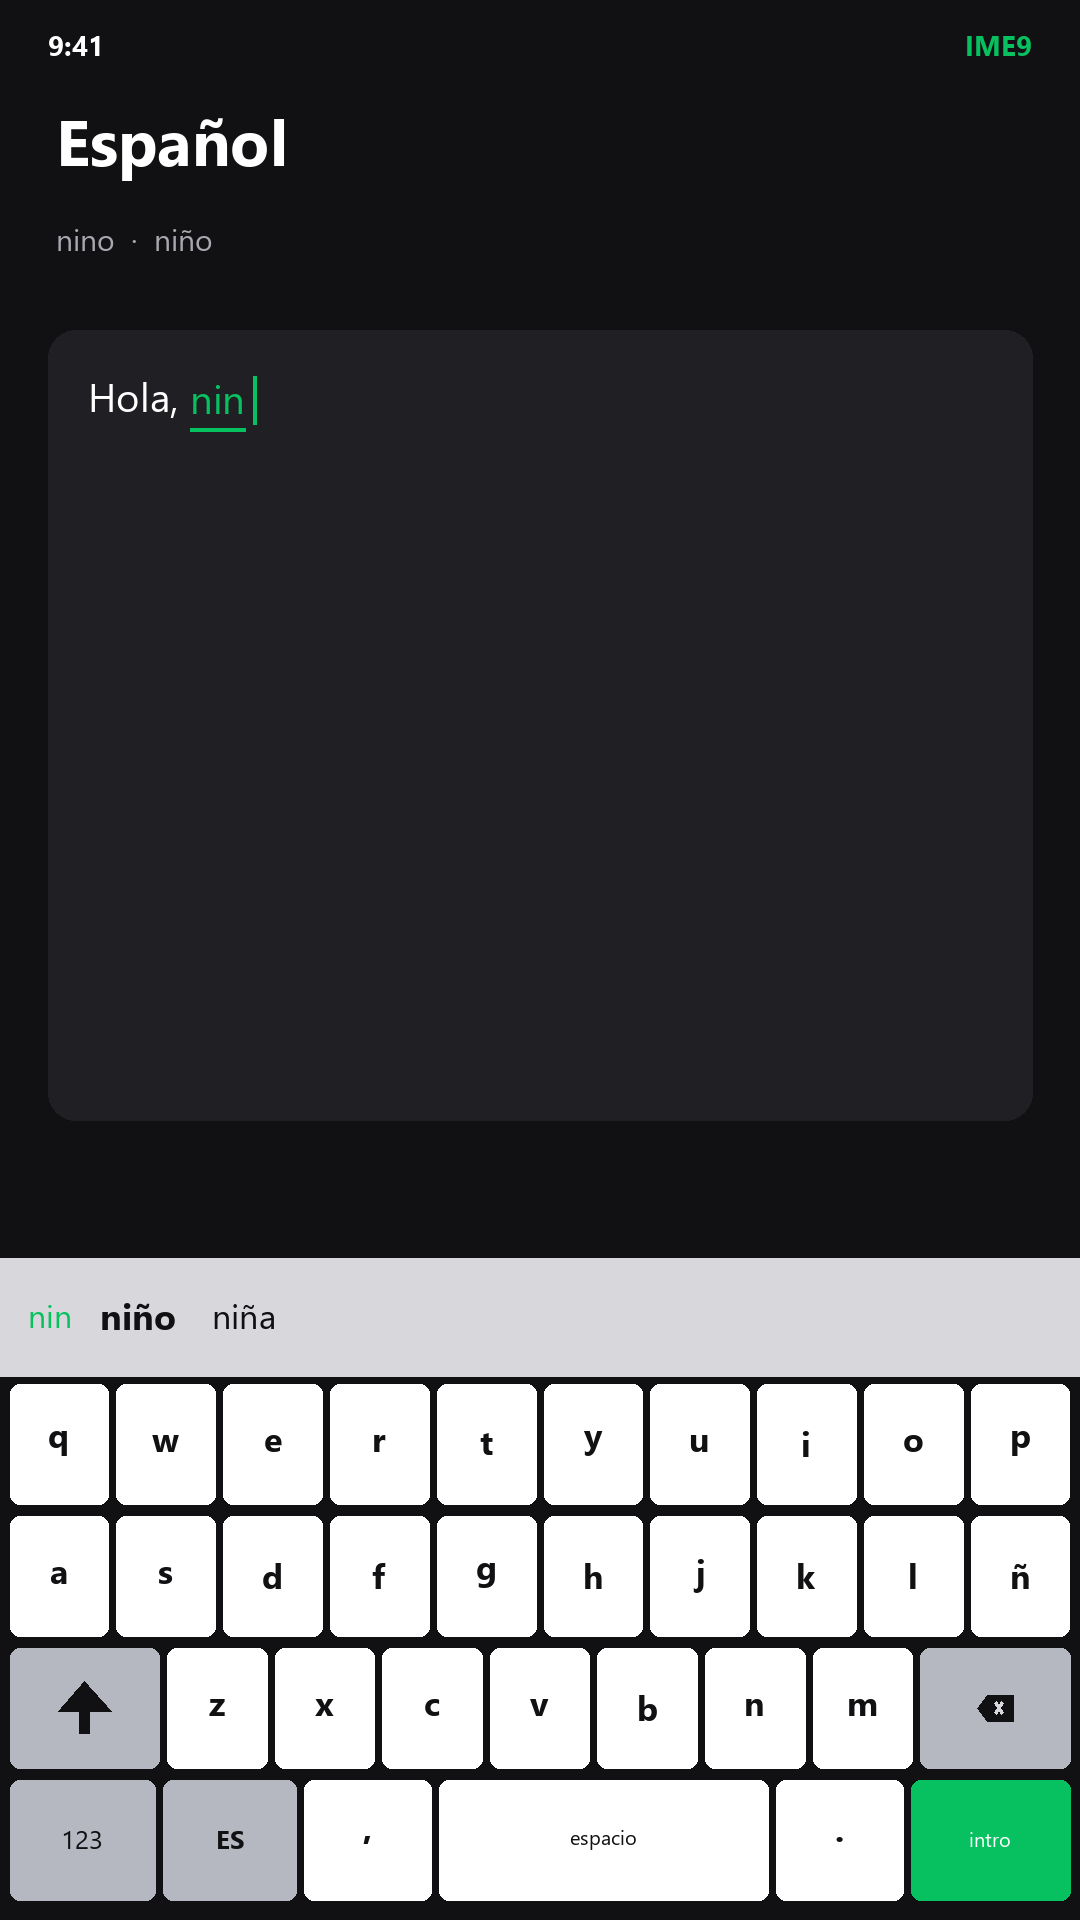 9:41 IME9
Español
nino · niño
Hola, nin
nin niño niña
q w e r t y u i o p
a s d f g h j k l ñ
z x c v b n m
123 ES , espacio . intro